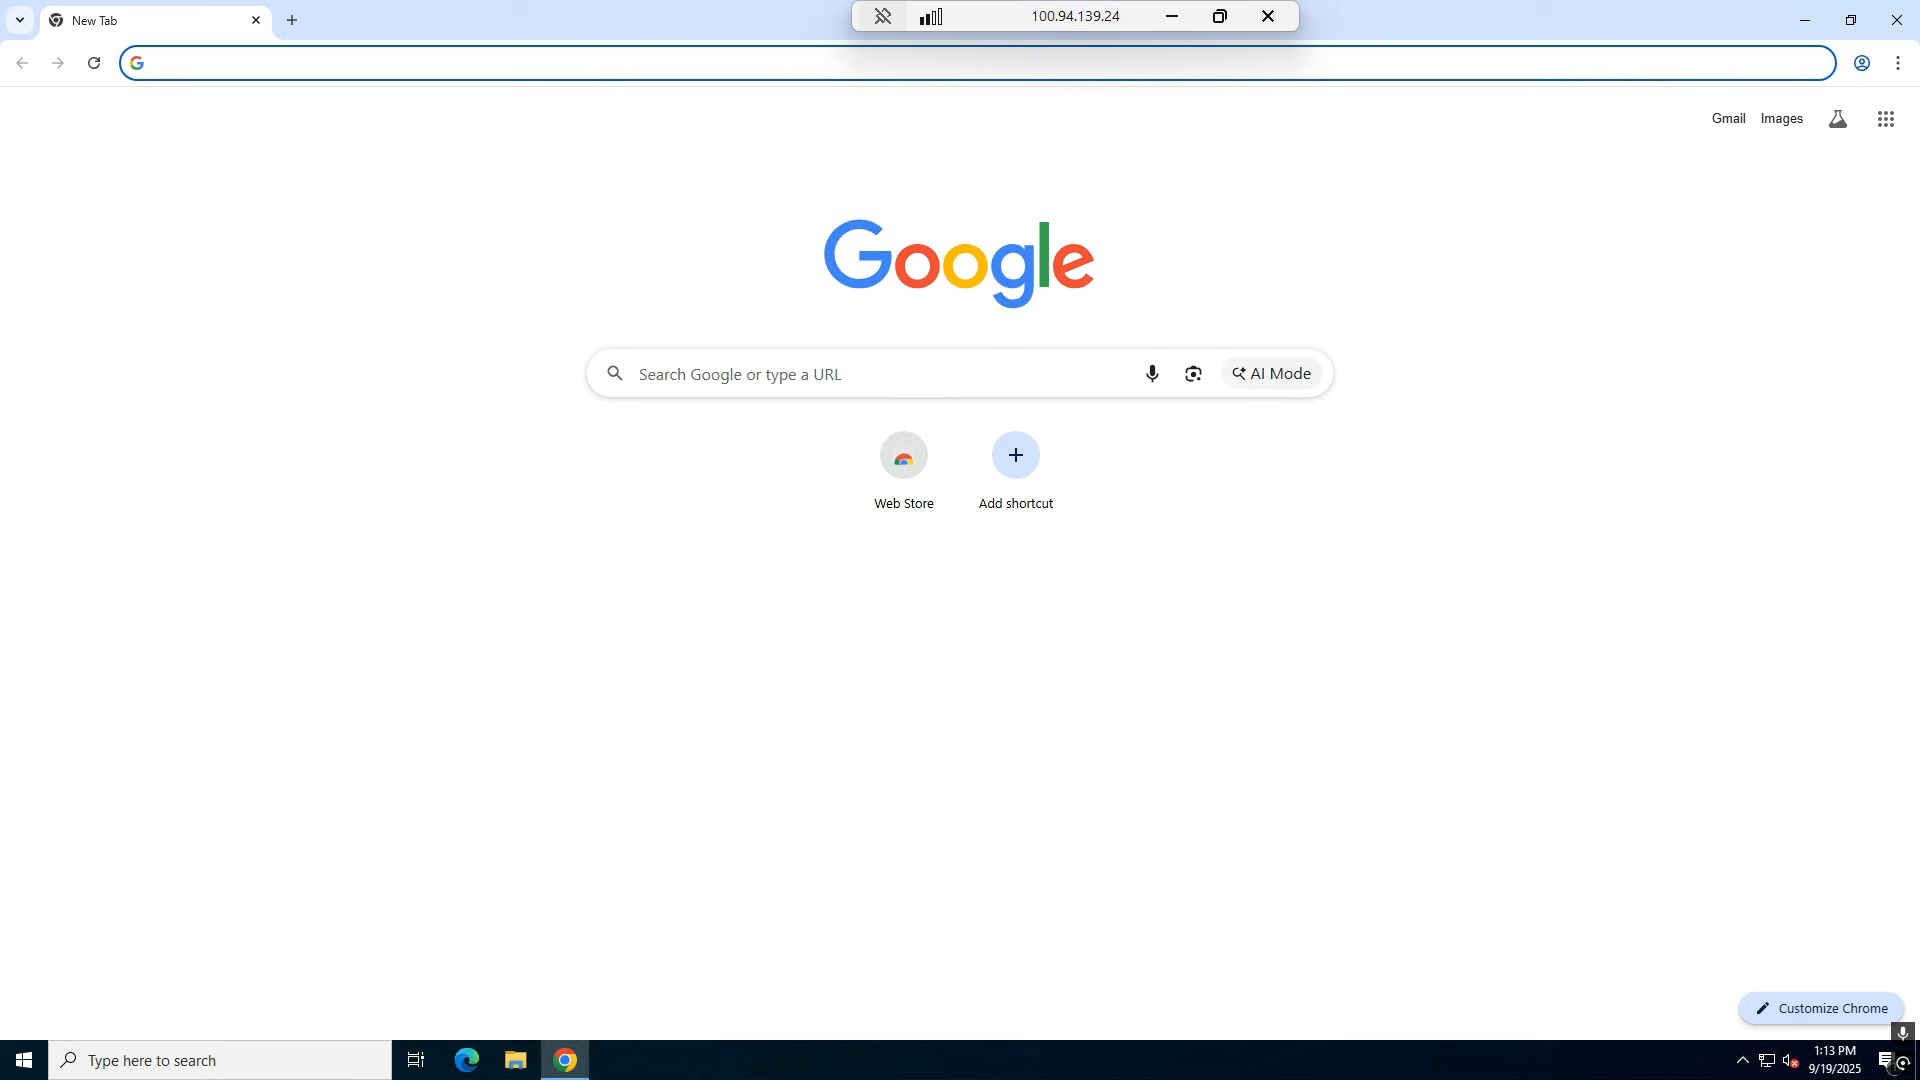 New Tab
100.94.139.24
Gmail
Images
Google
Search Google or type a URL
AI Mode
Web Store
Add shortcut
Customize Chrome
Type here to search
1:13 PM
9/19/2025